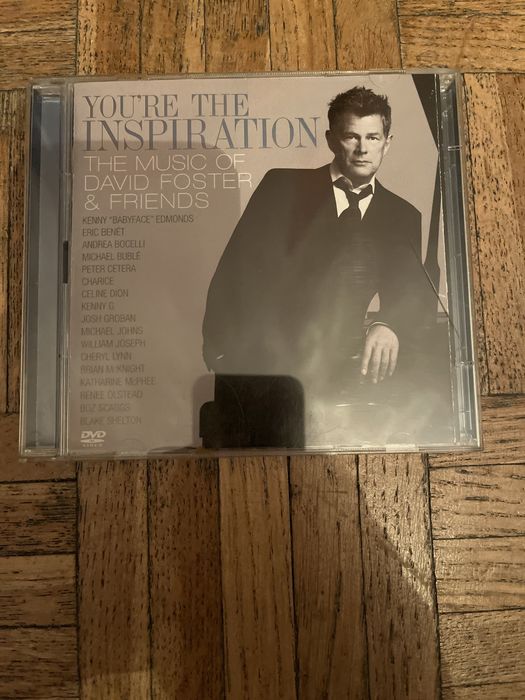 YOU'RE THE
INSPIRATION
THE MUSIC OF
DAVID FOSTER
& FRIENDS
KENNY "BABYFACE" EDMONDS
ERIC BENÉT
ANDREA BOCELLI
MICHAEL BUBLÉ
PETER CETERA
CHARICE
CELINE DION
KENNY G
JOSH GROBAN
MICHAEL JOHNS
WILLIAM JOSEPH
CHERYL LYNN
BRIAN McKNIGHT
KATHARINE McPHEE
RENEE OLSTEAD
BOZ SCAGGS
BLAKE SHELTON
DVD
VIDEO